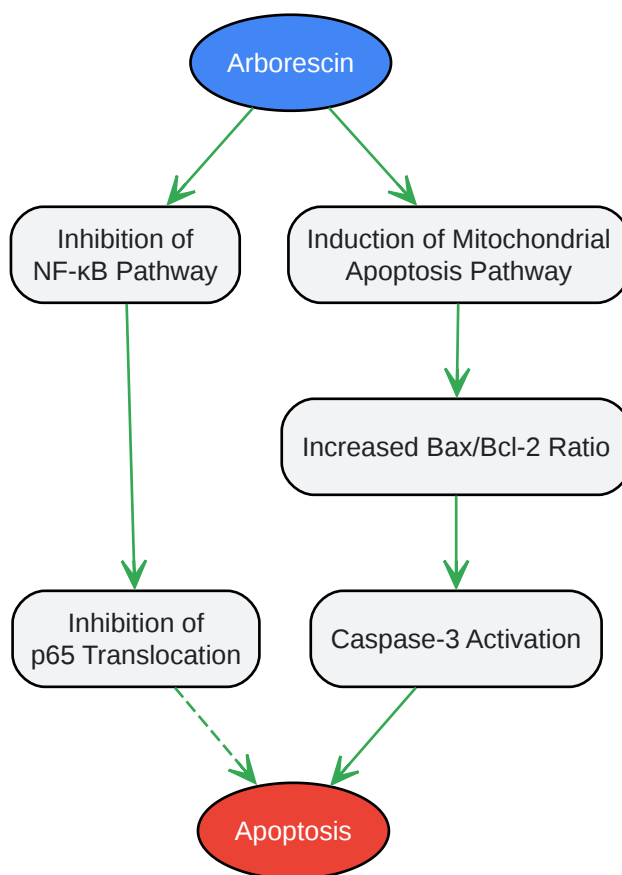 Arborescin
Inhibition of
NF-κB Pathway
Induction of Mitochondrial
Apoptosis Pathway
Increased Bax/Bcl-2 Ratio
Inhibition of
p65 Translocation
Caspase-3 Activation
Apoptosis